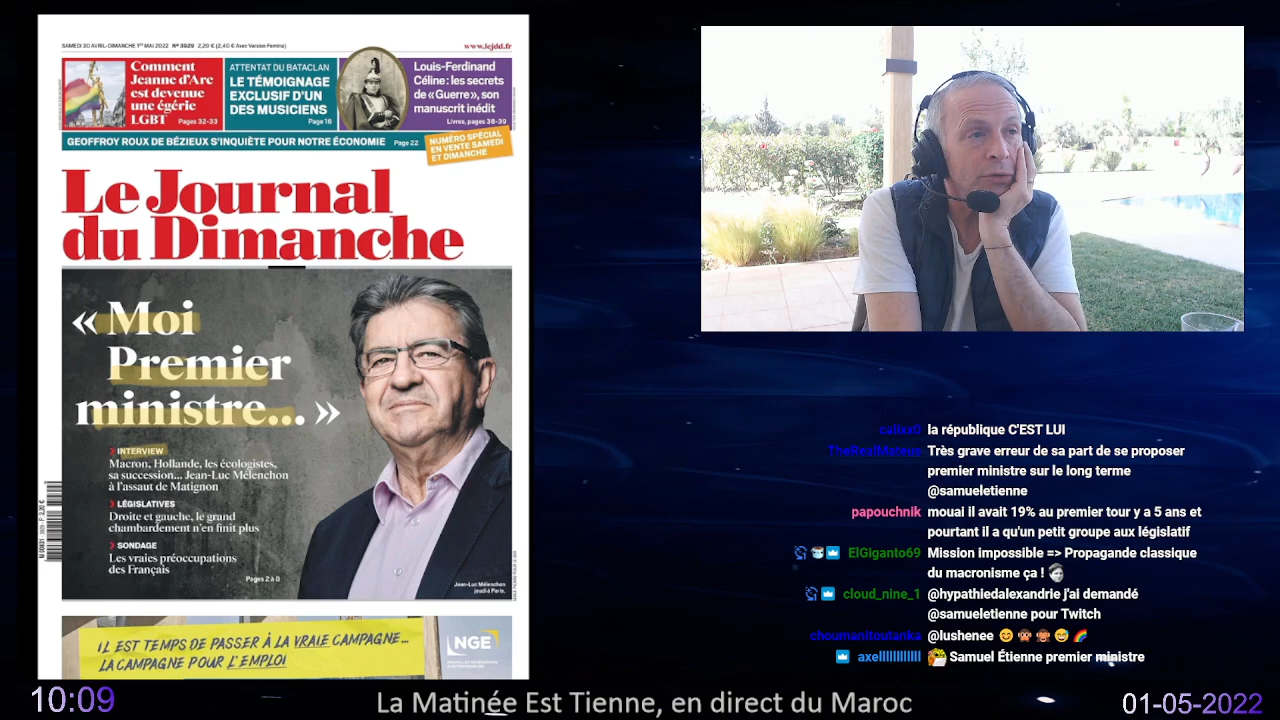 SAMEDI 30 AVRIL-DIMANCHE 1ER MAI 2022 Nº 3929 2,20 € (2,40 € Avec Version Femina)
www.lejdd.fr
Comment
Jeanne d'Arc
est devenue
une égérie
LGBT Pages 32-33
ATTENTAT DU BATACLAN
LE TÉMOIGNAGE
EXCLUSIF D'UN
DES MUSICIENS
Page 16
Louis-Ferdinand
Céline : les secrets
de « Guerre », son
manuscrit inédit
Livres, pages 38-39
GEOFFROY ROUX DE BÉZIEUX S'INQUIÈTE POUR NOTRE ÉCONOMIE Page 22
NUMÉRO SPÉCIAL
EN VENTE SAMEDI
ET DIMANCHE
Le Journal
du Dimanche
« Moi
Premier
ministre... »
INTERVIEW
Macron, Hollande, les écologistes,
sa succession... Jean-Luc Mélenchon
à l'assaut de Matignon
LÉGISLATIVES
Droite et gauche, le grand
chambardement n'en finit plus
SONDAGE
Les vraies préoccupations
des Français
Pages 2 à 8
Jean-Luc Mélenchon
jeudi à Paris.
IL EST TEMPS DE PASSER À LA VRAIE CAMPAGNE...
LA CAMPAGNE POUR L'EMPLOI
NGE
calixx0 la république C'EST LUI
TheRealMateue Très grave erreur de sa part de se proposer
premier ministre sur le long terme
@samueletienne
papouchnik mouai il avait 19% au premier tour y a 5 ans et
pourtant il a qu'un petit groupe aux législatif
ElGiganto69 Mission impossible => Propagande classique
du macronisme ça !
cloud_nine_1 @hypathiedalexandrie j'ai demandé
@samueletienne pour Twitch
choumanitoutanka @lushenee 😊 🙊 🐵 😄 🌈
axelllllllllllll Samuel Étienne premier ministre
10:09
La Matinée Est Tienne, en direct du Maroc
01-05-2022